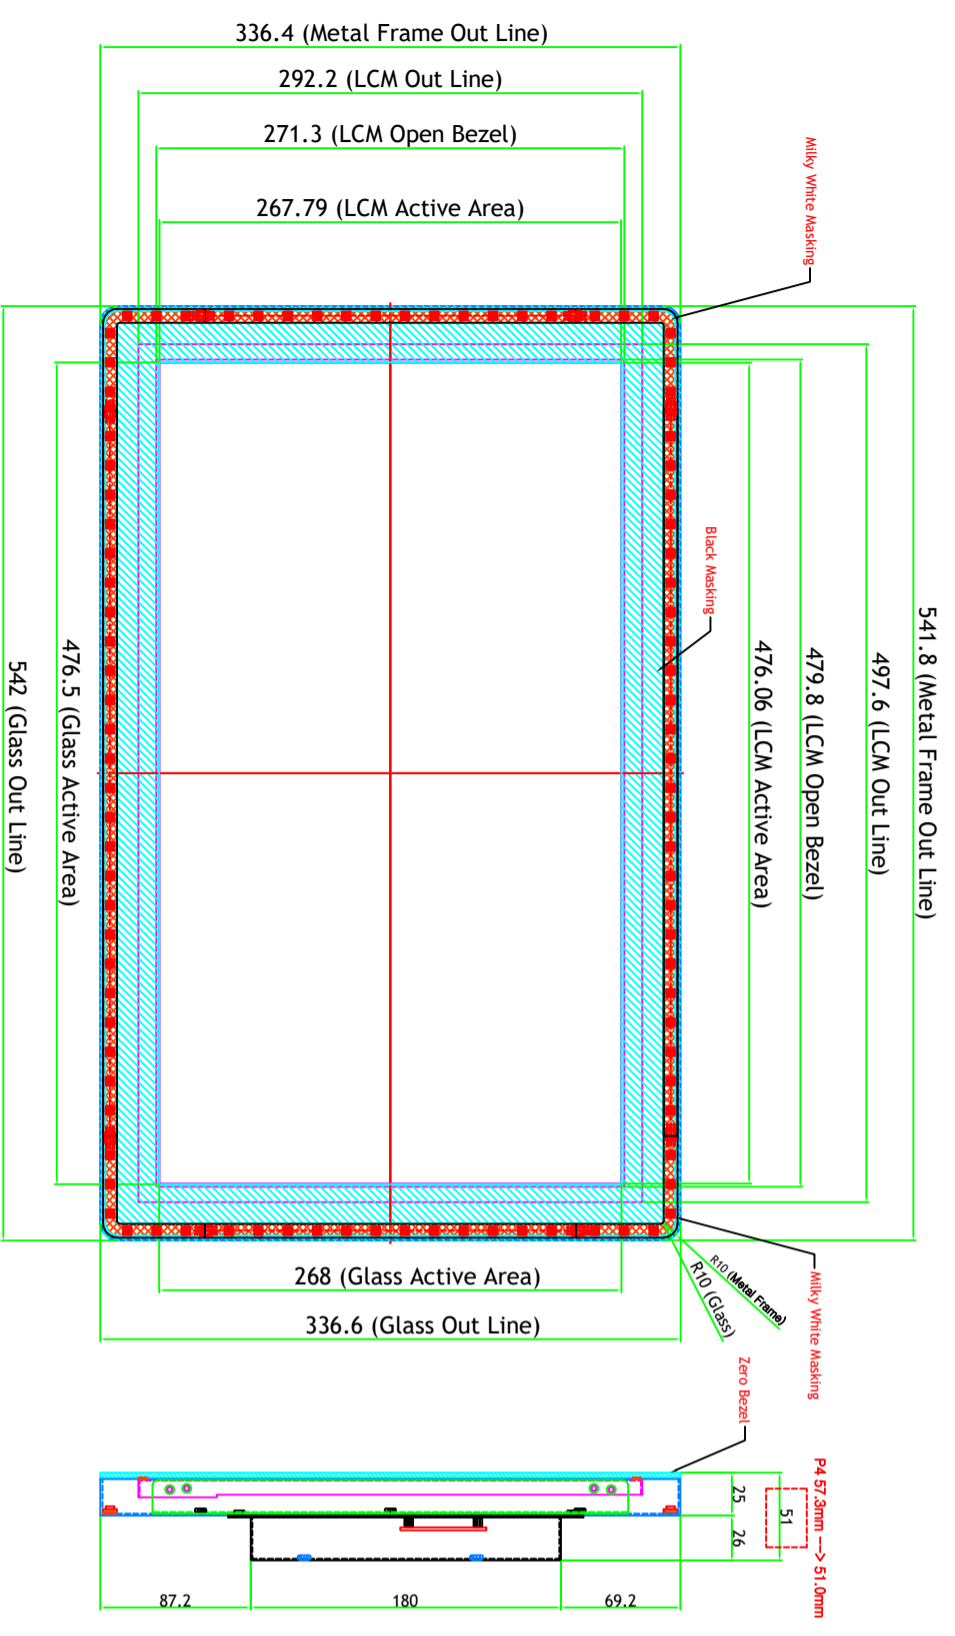 336.4 (Metal Frame Out Line)
292.2 (LCM Out Line)
271.3 (LCM Open Bezel)
267.79 (LCM Active Area)
Milky White Masking
Black Masking
541.8 (Metal Frame Out Line)
497.6 (LCM Out Line)
479.8 (LCM Open Bezel)
476.06 (LCM Active Area)
476.5 (Glass Active Area)
542 (Glass Out Line)
268 (Glass Active Area)
336.6 (Glass Out Line)
R10 (Metal Frame)
R10 (Glass)
Milky White Masking
Zero Bezel
P4 57.3mm ---> 51.0mm
25
51
26
87.2
180
69.2